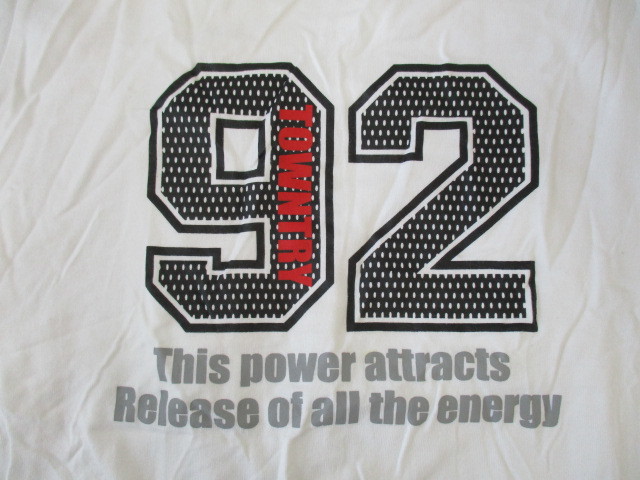 92
TOWNTRY
This power attracts
Release of all the energy